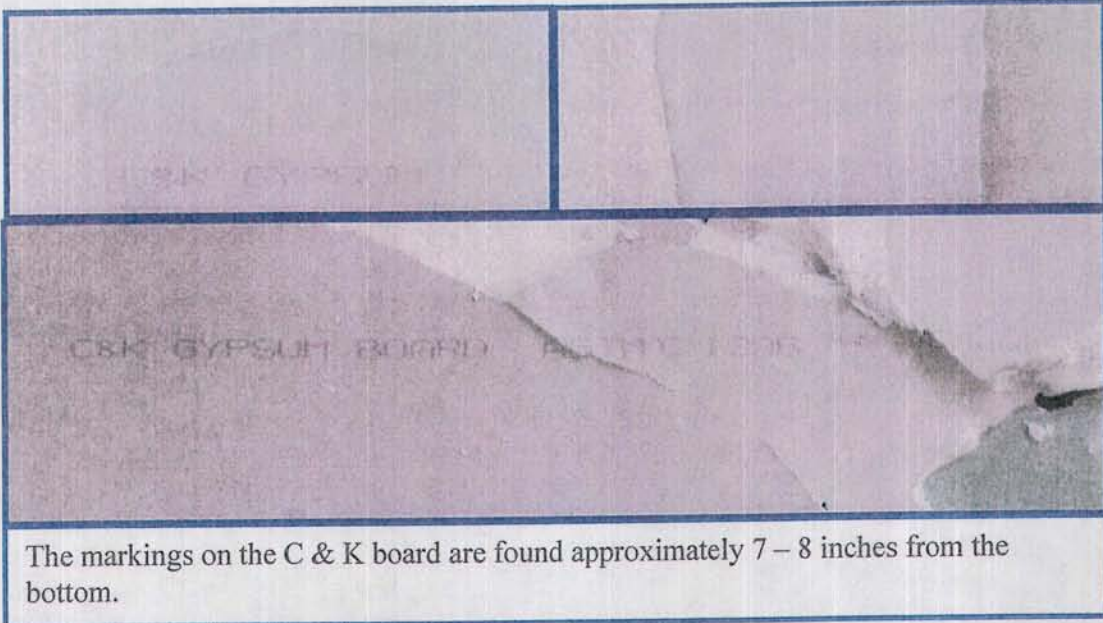 C&K GYPSUM BOARD
The markings on the C & K board are found approximately 7 – 8 inches from the
bottom.